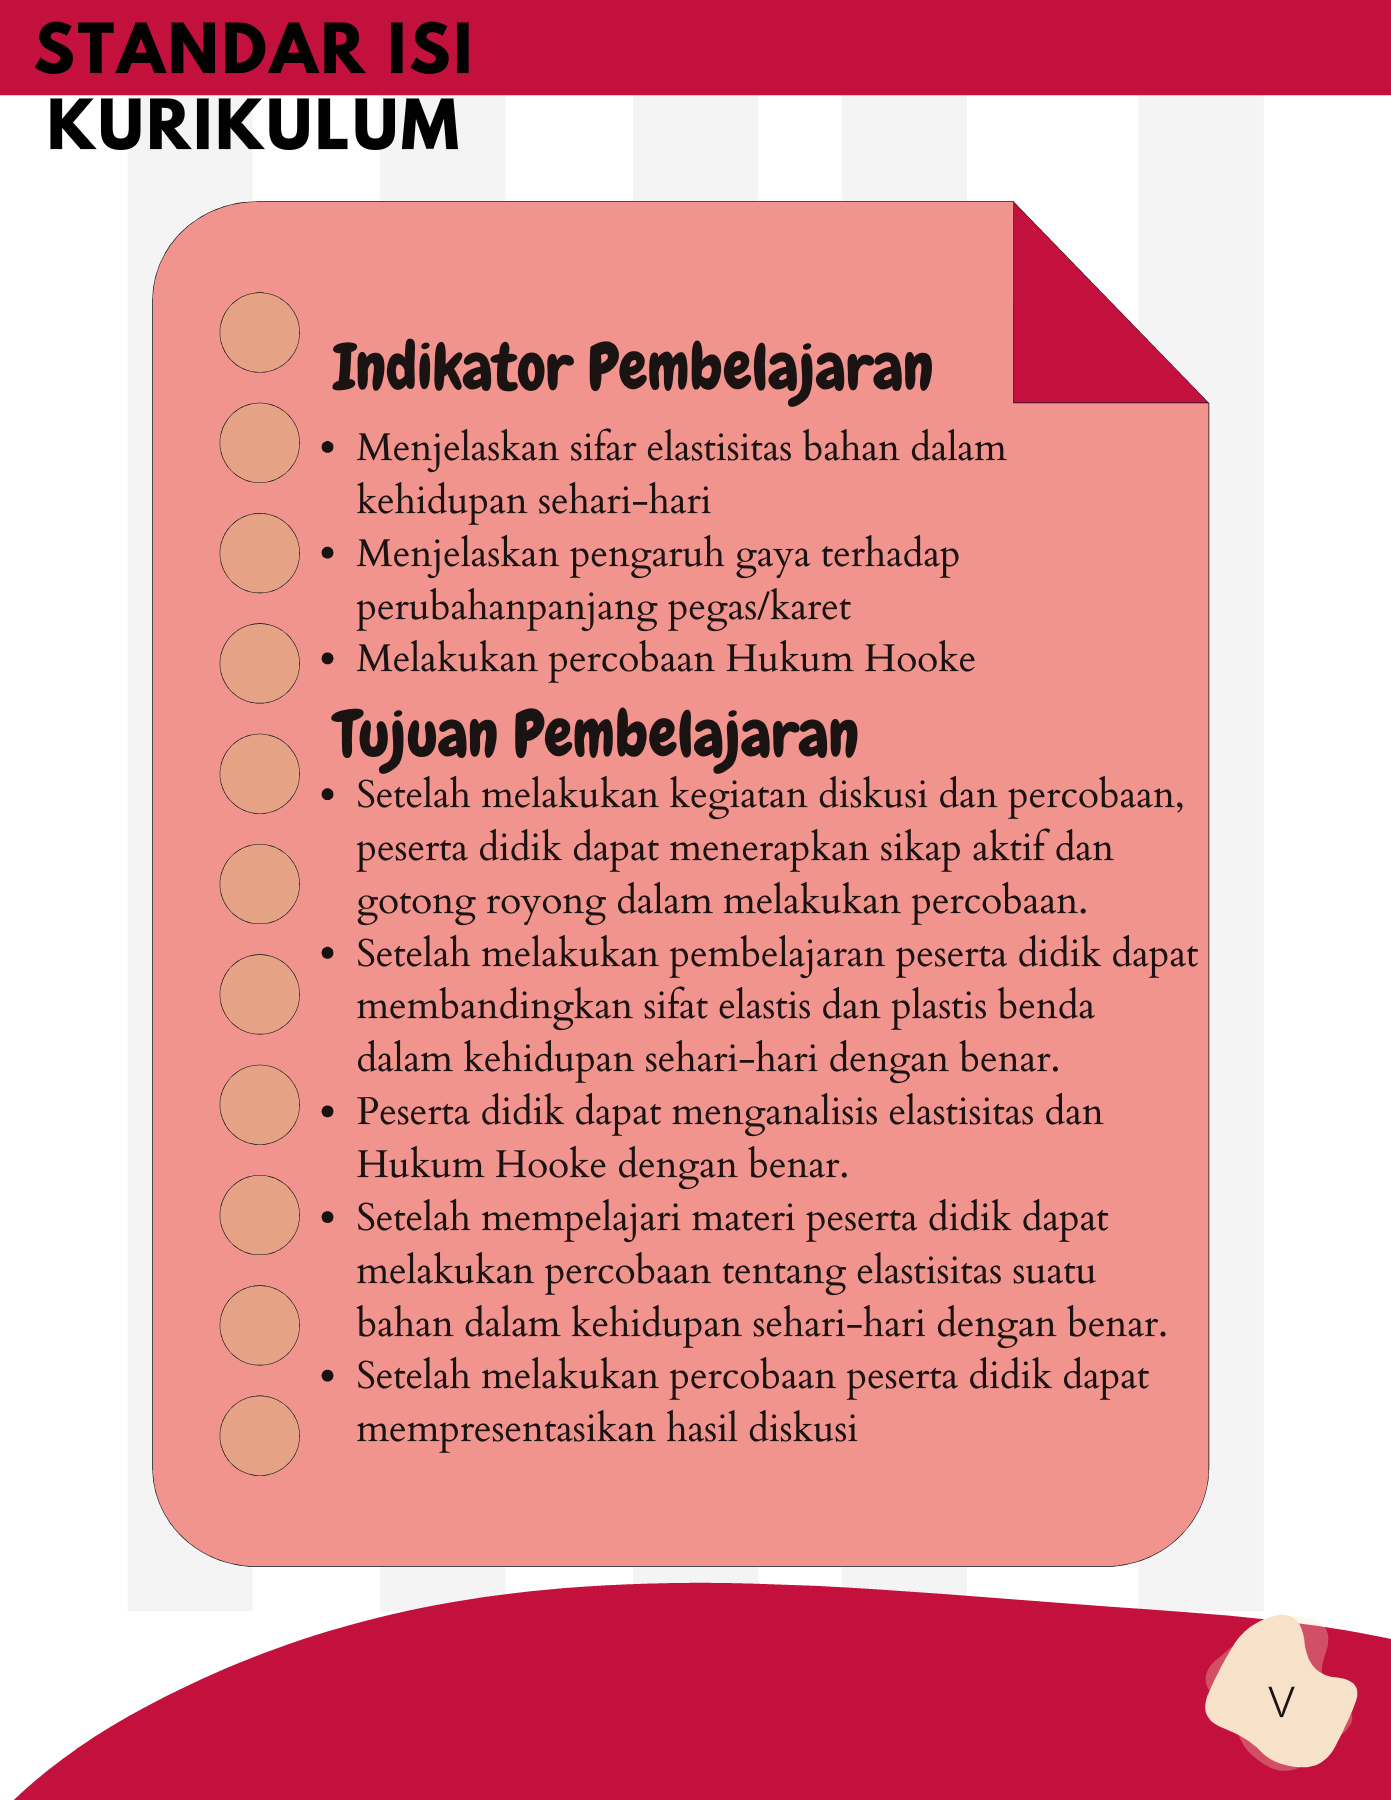 STANDAR ISI
KURIKULUM
Indikator Pembelajaran
• Menjelaskan sifar elastisitas bahan dalam
kehidupan sehari-hari
• Menjelaskan pengaruh gaya terhadap
perubahanpanjang pegas/karet
• Melakukan percobaan Hukum Hooke
Tujuan Pembelajaran
• Setelah melakukan kegiatan diskusi dan percobaan,
peserta didik dapat menerapkan sikap aktif dan
gotong royong dalam melakukan percobaan.
• Setelah melakukan pembelajaran peserta didik dapat
membandingkan sifat elastis dan plastis benda
dalam kehidupan sehari-hari dengan benar.
• Peserta didik dapat menganalisis elastisitas dan
Hukum Hooke dengan benar.
• Setelah mempelajari materi peserta didik dapat
melakukan percobaan tentang elastisitas suatu
bahan dalam kehidupan sehari-hari dengan benar.
• Setelah melakukan percobaan peserta didik dapat
mempresentasikan hasil diskusi
V